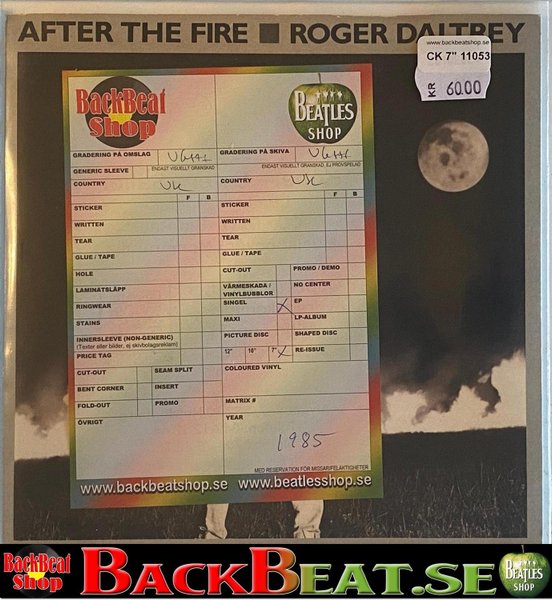 AFTER THE FIRE ■ ROGER DALTREY
www.backbeatshop.se
CK 7" 11053
KR 60.00
BackBeat
Shop
BEATLES
SHOP
GRADERING PÅ OMSLAG
GRADERING PÅ SKIVA
GENERIC SLEEVE
ENDAST VISUELLT GRANSKAD
ENDAST VISUELLT GRANSKAD, EJ PROVSPELAD
COUNTRY UK
COUNTRY UK
F B
F B
STICKER
STICKER
WRITTEN
WRITTEN
TEAR
TEAR
GLUE / TAPE
GLUE / TAPE
HOLE
CUT-OUT
PROMO / DEMO
LAMINATSLÄPP
VÄRMESKADA /
VINYLBUBBLOR
NO CENTER
RINGWEAR
SINGEL X
EP
STAINS
MAXI
LP-ALBUM
INNERSLEEVE (NON-GENERIC)
(Texter eller bilder, ej skivbolagsreklam)
PICTURE DISC
SHAPED DISC
PRICE TAG
12" 10" 7" X
RE-ISSUE
CUT-OUT
SEAM SPLIT
COLOURED VINYL
BENT CORNER
INSERT
FOLD-OUT
PROMO
MATRIX #
ÖVRIGT
YEAR
1985
MED RESERVATION FÖR MISSAR/FELAKTIGHETER
www.backbeatshop.se www.beatlesshop.se
BackBeat
Shop
BACKBEAT.SE
BEATLES
SHOP